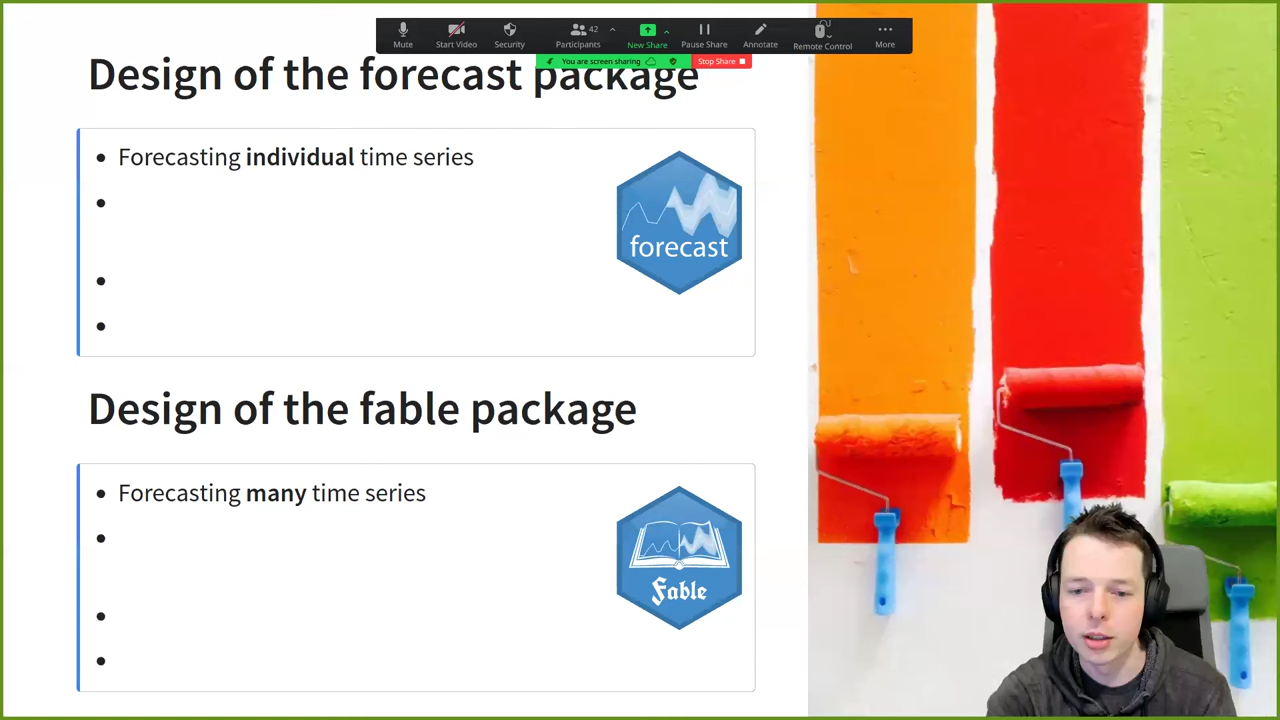 Mute
Start Video
Security
Participants
42
New Share
Pause Share
Annotate
Remote Control
More
You are screen sharing
Stop Share
Design of the forecast package
Forecasting individual time series
forecast
Design of the fable package
Forecasting many time series
Fable